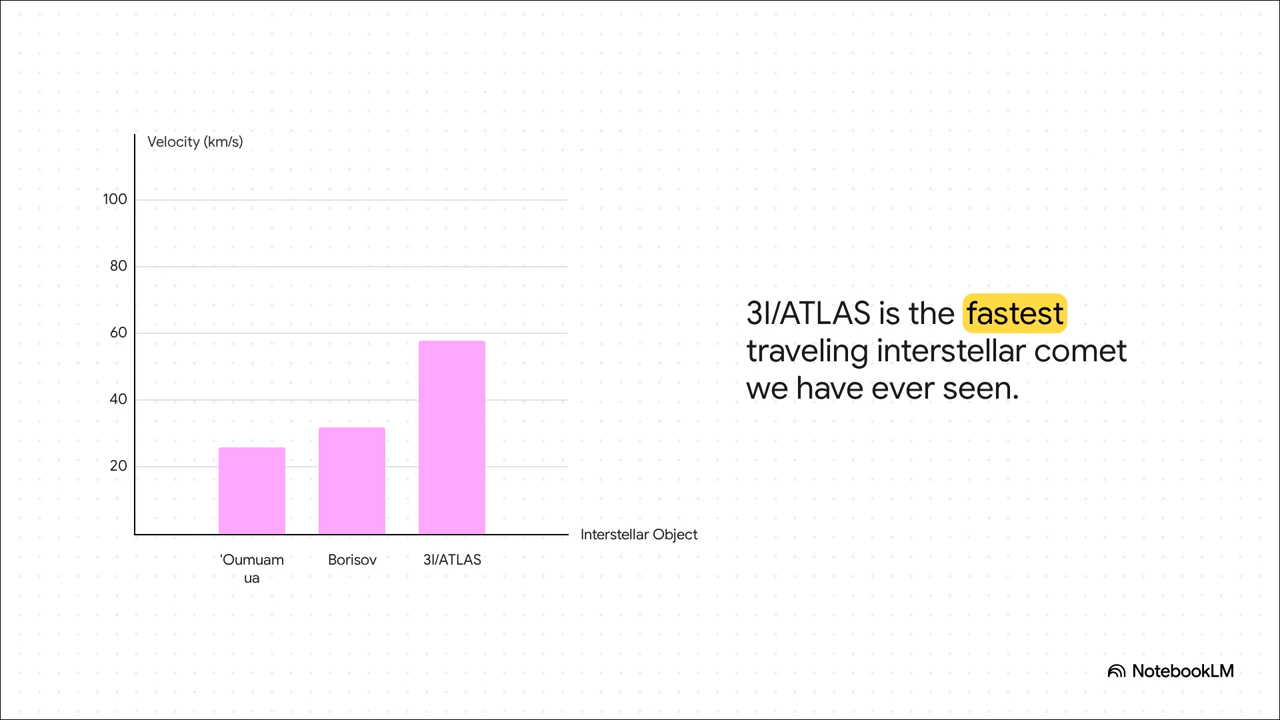 Velocity (km/s)
100
80
60
40
20
'Oumuam
ua
Borisov
3I/ATLAS
Interstellar Object
3I/ATLAS is the fastest
traveling interstellar comet
we have ever seen.
NotebookLM